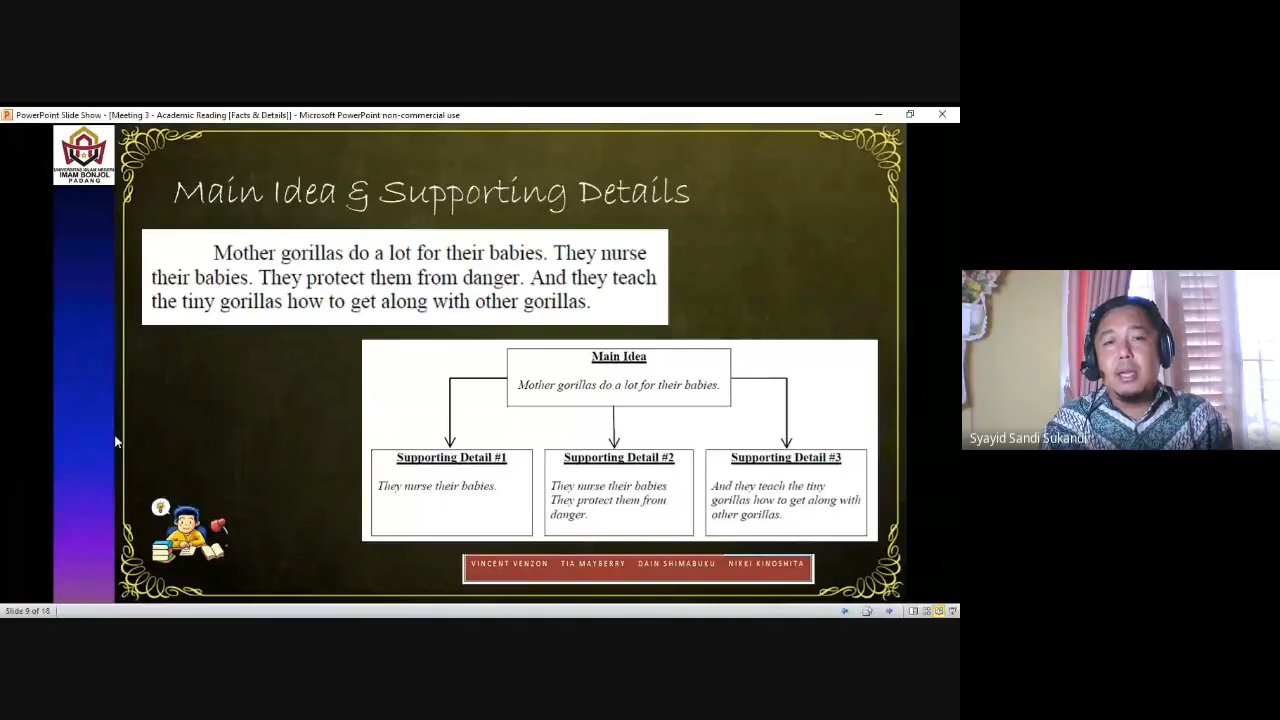 PowerPoint Slide Show - [Meeting 3 - Academic Reading [Facts & Details]] - Microsoft PowerPoint non-commercial use
UNIVERSITAS ISLAM NEGERI
IMAM BONJOL
PADANG
Main Idea & Supporting Details
Mother gorillas do a lot for their babies. They nurse
their babies. They protect them from danger. And they teach
the tiny gorillas how to get along with other gorillas.
Main Idea
Mother gorillas do a lot for their babies.
Supporting Detail #1
They nurse their babies.
Supporting Detail #2
They nurse their babies
They protect them from
danger.
Supporting Detail #3
And they teach the tiny
gorillas how to get along with
other gorillas.
VINCENT VENZON TIA MAYBERRY DAIN SHIMABUKU NIKKI KINOSHITA
Slide 9 of 18
Syayid Sandi Sukandi